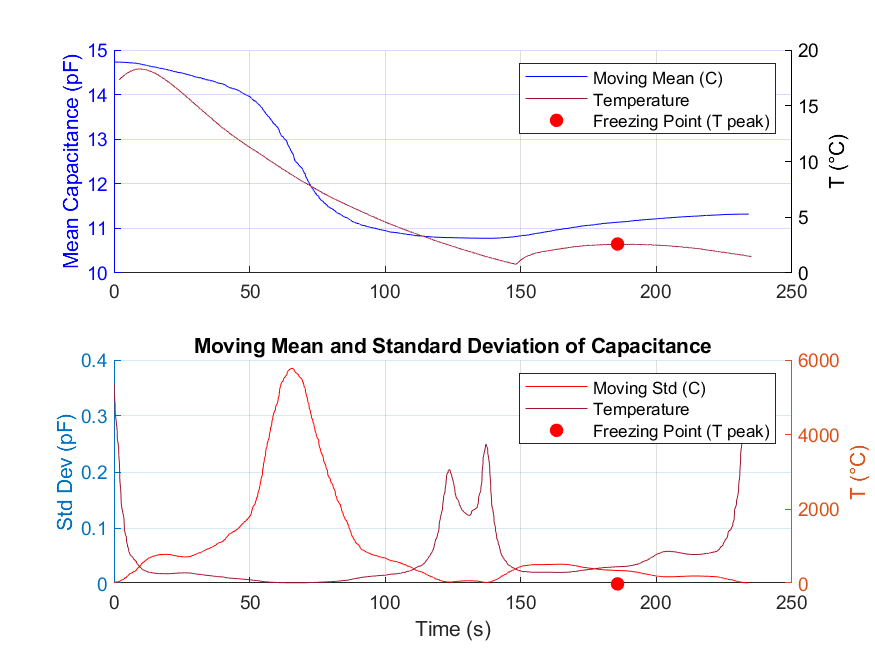 15
14
13
12
11
10
Mean Capacitance (pF)
20
15
10
5
0
T (°C)
Moving Mean (C)
Temperature
Freezing Point (T peak)
0 50 100 150 200 250
Moving Mean and Standard Deviation of Capacitance
0.4
0.3
0.2
0.1
0
Std Dev (pF)
6000
4000
2000
0
T (°C)
Moving Std (C)
Temperature
Freezing Point (T peak)
0 50 100 150 200 250
Time (s)